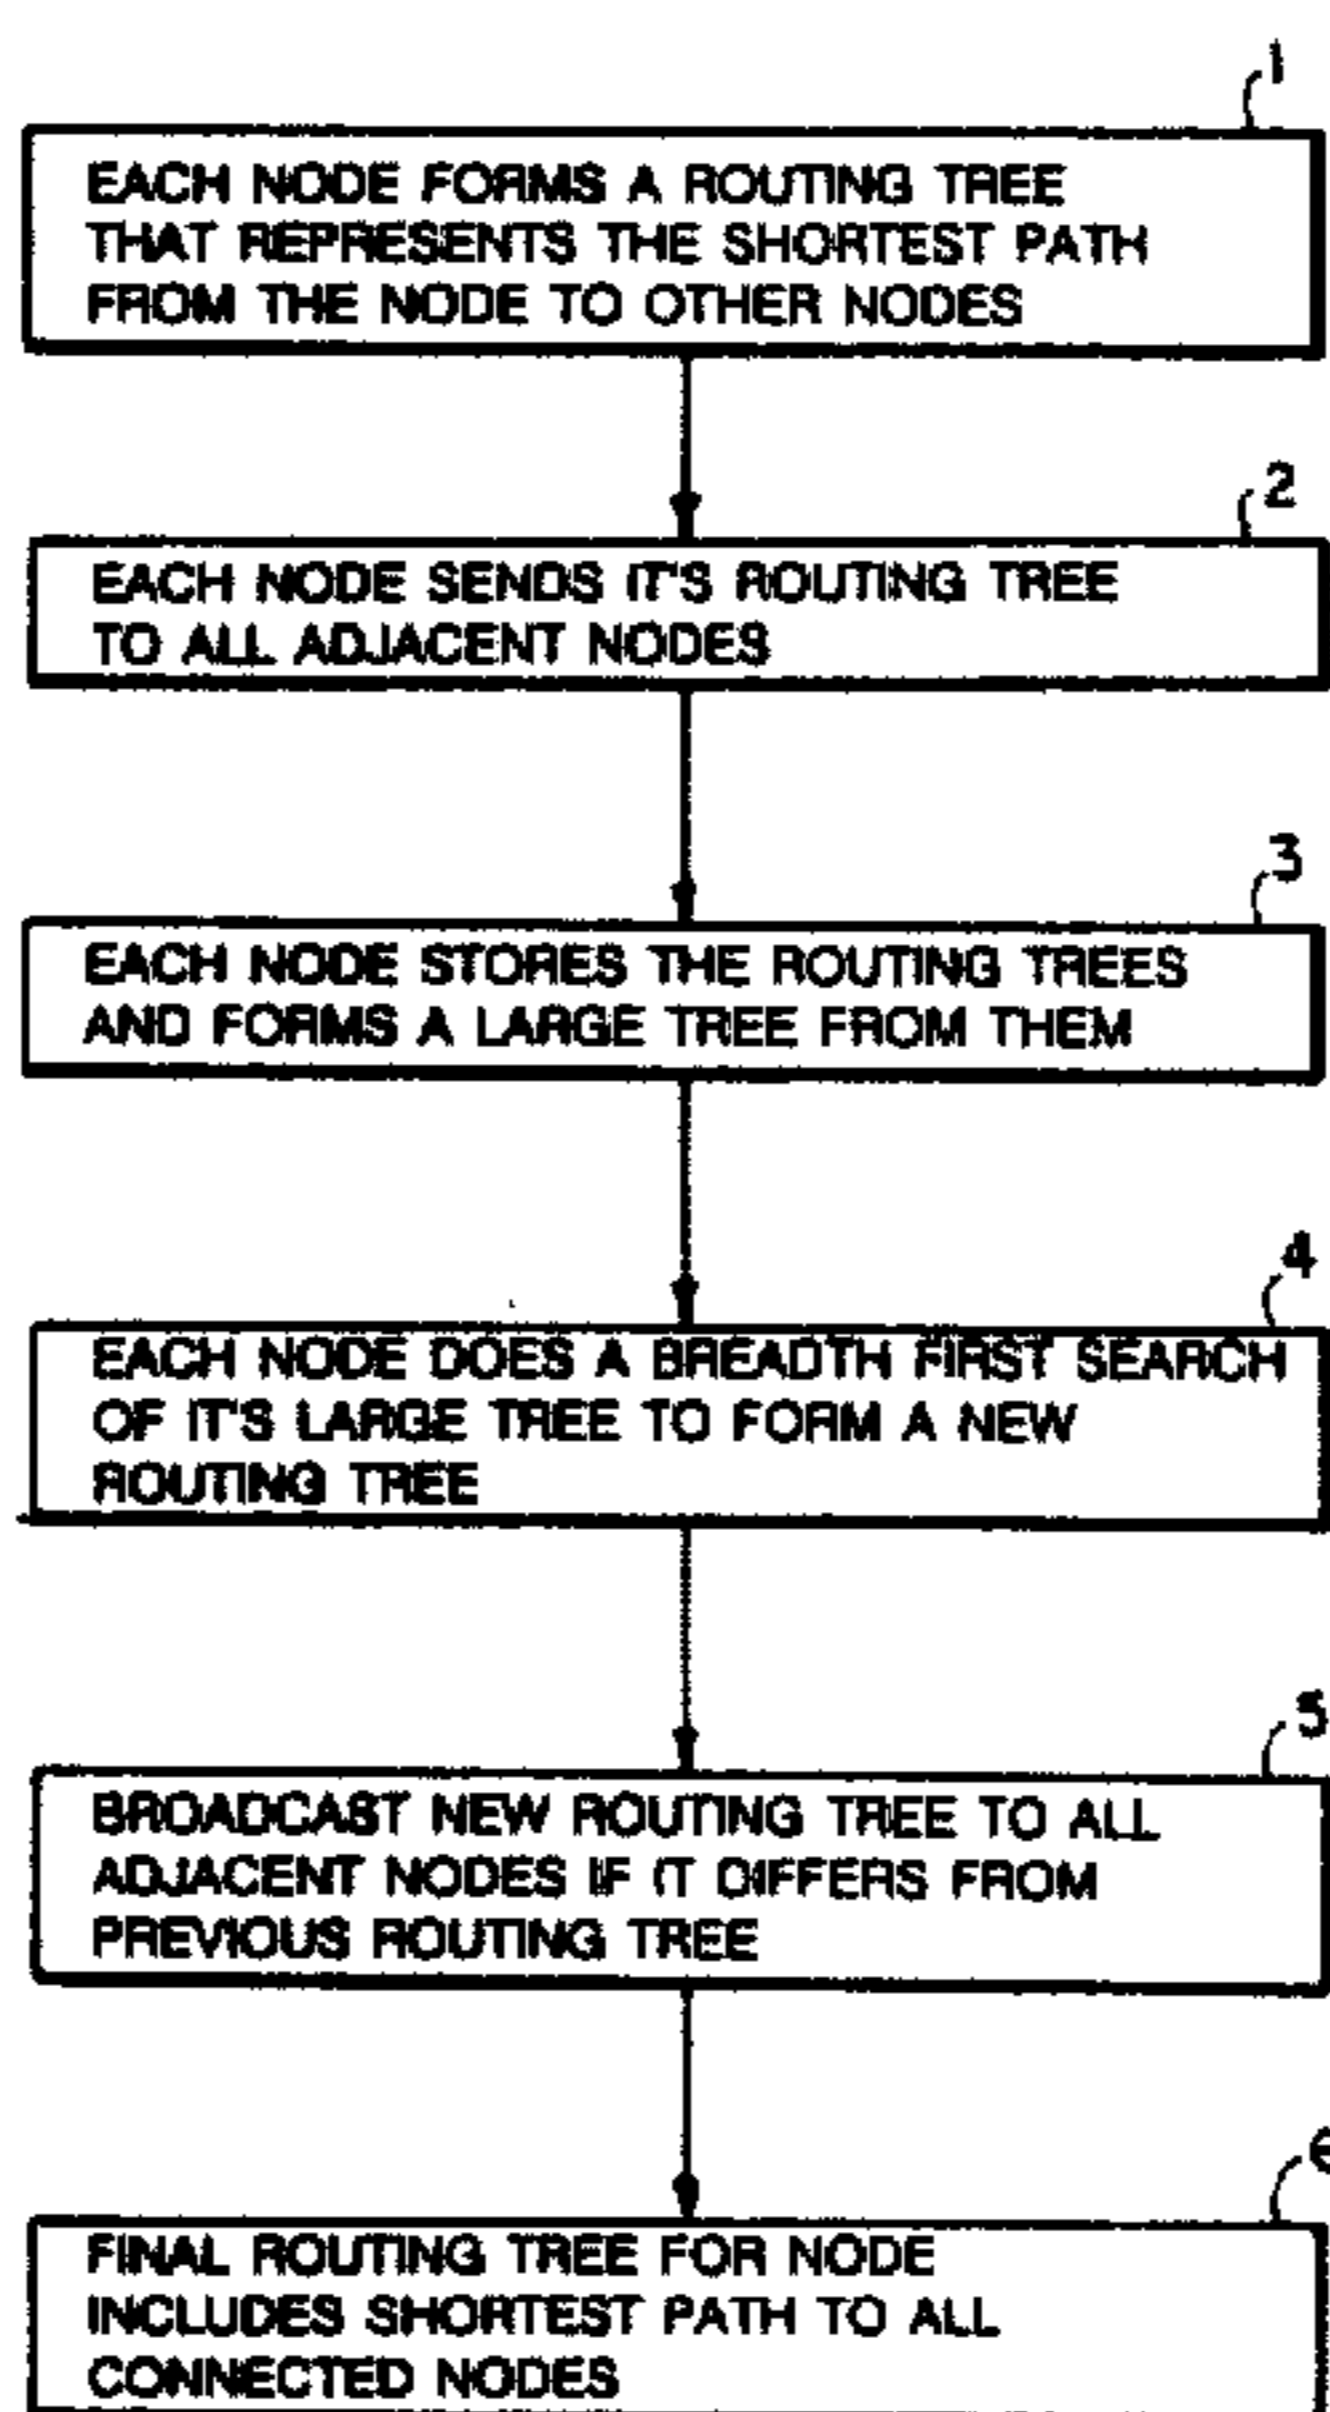 1
EACH NODE FORMS A ROUTING TREE
THAT REPRESENTS THE SHORTEST PATH
FROM THE NODE TO OTHER NODES
2
EACH NODE SENDS IT'S ROUTING TREE
TO ALL ADJACENT NODES
3
EACH NODE STORES THE ROUTING TREES
AND FORMS A LARGE TREE FROM THEM
4
EACH NODE DOES A BREADTH FIRST SEARCH
OF IT'S LARGE TREE TO FORM A NEW
ROUTING TREE
5
BROADCAST NEW ROUTING TREE TO ALL
ADJACENT NODES IF IT DIFFERS FROM
PREVIOUS ROUTING TREE
6
FINAL ROUTING TREE FOR NODE
INCLUDES SHORTEST PATH TO ALL
CONNECTED NODES